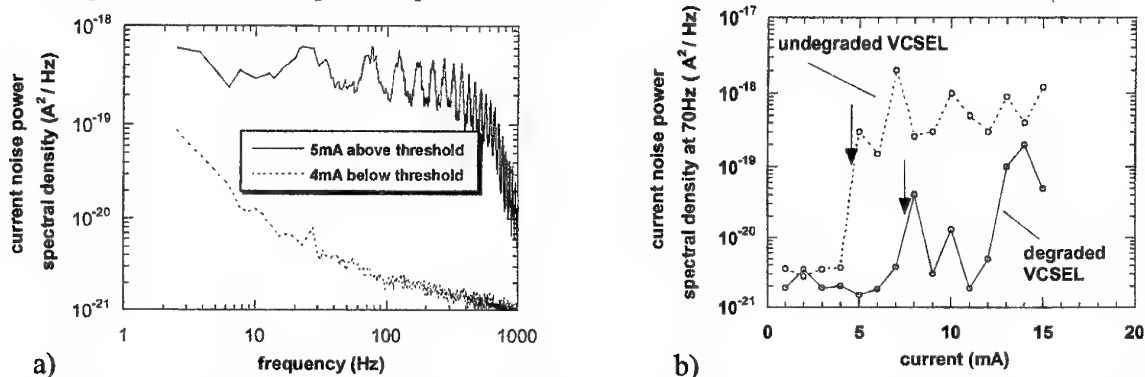 10⁻¹⁸
10⁻¹⁹
10⁻²⁰
10⁻²¹
current noise power
spectral density (A² / Hz)
5mA above threshold
4mA below threshold
1
10
100
1000
frequency (Hz)
a)
10⁻¹⁷
10⁻¹⁸
10⁻¹⁹
10⁻²⁰
10⁻²¹
current noise power
spectral density at 70Hz ( A² / Hz)
undegraded VCSEL
degraded
VCSEL
0
5
10
15
20
current (mA)
b)